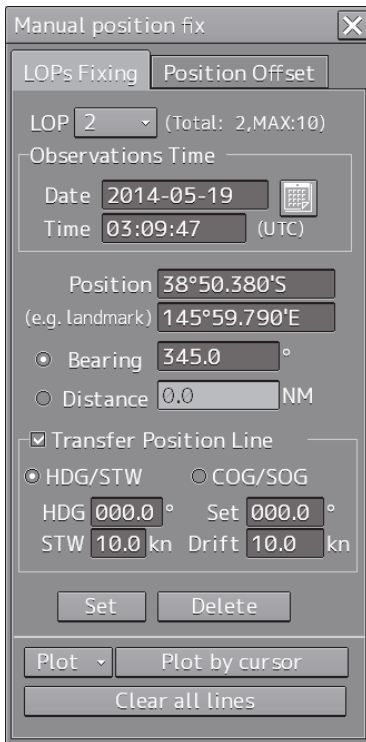 Manual position fix
LOPs Fixing Position Offset
LOP 2 (Total: 2,MAX:10)
Observations Time
Date 2014-05-19
Time 03:09:47 (UTC)
Position 38°50.380'S
(e.g. landmark) 145°59.790'E
Bearing 345.0 °
Distance 0.0 NM
Transfer Position Line
HDG/STW COG/SOG
HDG 000.0 ° Set 000.0 °
STW 10.0 kn Drift 10.0 kn
Set Delete
Plot Plot by cursor
Clear all lines